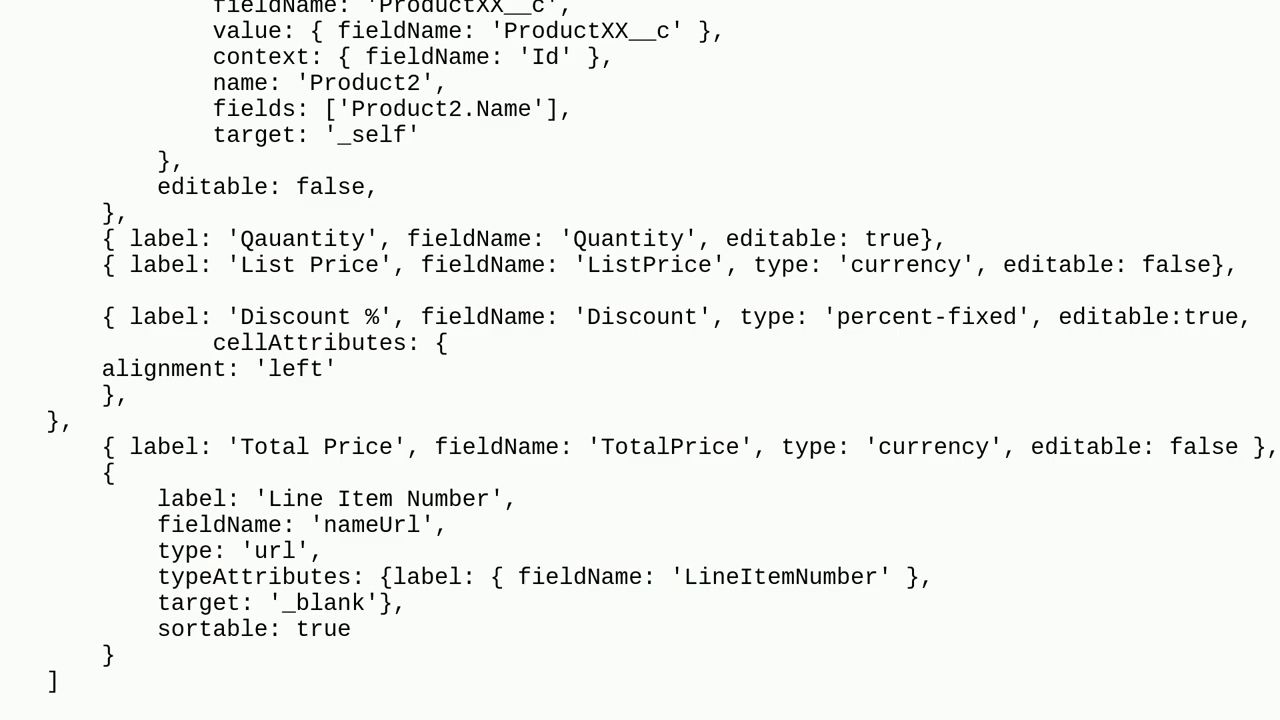 fieldName: 'ProductXX__c',
value: { fieldName: 'ProductXX__c' },
context: { fieldName: 'Id' },
name: 'Product2',
fields: ['Product2.Name'],
target: '_self'
},
editable: false,
},
{ label: 'Qauantity', fieldName: 'Quantity', editable: true},
{ label: 'List Price', fieldName: 'ListPrice', type: 'currency', editable: false},
{ label: 'Discount %', fieldName: 'Discount', type: 'percent-fixed', editable:true,
cellAttributes: {
alignment: 'left'
},
},
{ label: 'Total Price', fieldName: 'TotalPrice', type: 'currency', editable: false },
{
label: 'Line Item Number',
fieldName: 'nameUrl',
type: 'url',
typeAttributes: {label: { fieldName: 'LineItemNumber' },
target: '_blank'},
sortable: true
}
]